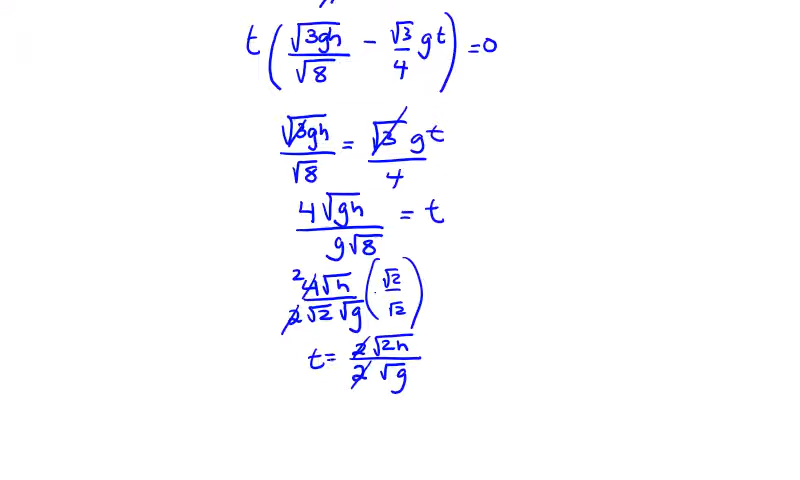 t(√3gh/√8 − √3/4 gt) = 0
√3gh/√8 = √3/4 gt
4√gh/g√8 = t
2 4√h/2√2√g (√2/√2)
t = 2√2h/2√g